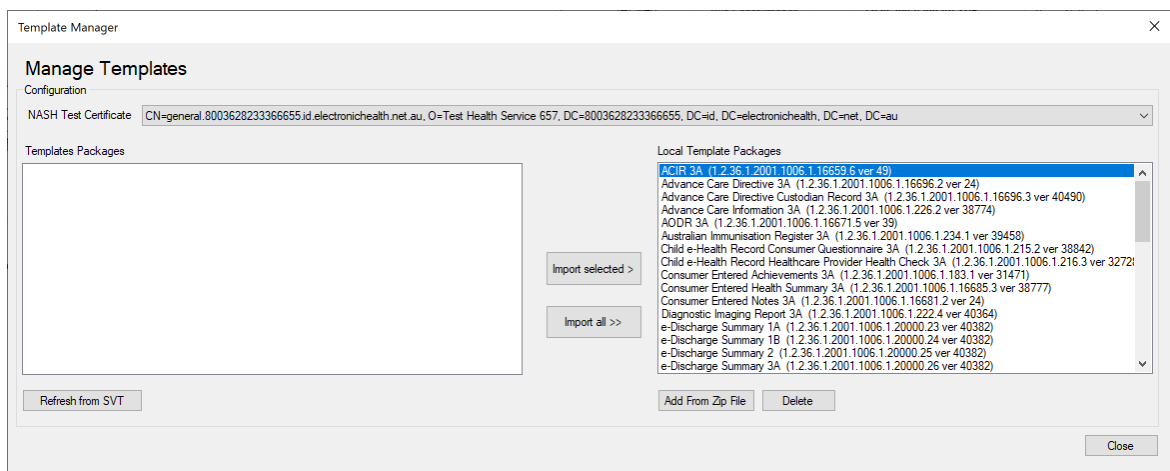 Template Manager
Manage Templates
Configuration
NASH Test Certificate
CN=general.8003628233366655.id.electronichealth.net.au, O=Test Health Service 657, DC=8003628233366655, DC=id, DC=electronichealth, DC=net, DC=au
Templates Packages
Import selected >
Import all >>
Refresh from SVT
Local Template Packages
ACIR 3A (1.2.36.1.2001.1006.1.16659.6 ver 49)
Advance Care Directive 3A (1.2.36.1.2001.1006.1.16696.2 ver 24)
Advance Care Directive Custodian Record 3A (1.2.36.1.2001.1006.1.16696.3 ver 40490)
Advance Care Information 3A (1.2.36.1.2001.1006.1.226.2 ver 38774)
AODR 3A (1.2.36.1.2001.1006.1.16671.5 ver 39)
Australian Immunisation Register 3A (1.2.36.1.2001.1006.1.234.1 ver 39458)
Child e-Health Record Consumer Questionnaire 3A (1.2.36.1.2001.1006.1.215.2 ver 38842)
Child e-Health Record Healthcare Provider Health Check 3A (1.2.36.1.2001.1006.1.216.3 ver 32728
Consumer Entered Achievements 3A (1.2.36.1.2001.1006.1.183.1 ver 31471)
Consumer Entered Health Summary 3A (1.2.36.1.2001.1006.1.16685.3 ver 38777)
Consumer Entered Notes 3A (1.2.36.1.2001.1006.1.16681.2 ver 24)
Diagnostic Imaging Report 3A (1.2.36.1.2001.1006.1.222.4 ver 40364)
e-Discharge Summary 1A (1.2.36.1.2001.1006.1.20000.23 ver 40382)
e-Discharge Summary 1B (1.2.36.1.2001.1006.1.20000.24 ver 40382)
e-Discharge Summary 2 (1.2.36.1.2001.1006.1.20000.25 ver 40382)
e-Discharge Summary 3A (1.2.36.1.2001.1006.1.20000.26 ver 40382)
Add From Zip File
Delete
Close